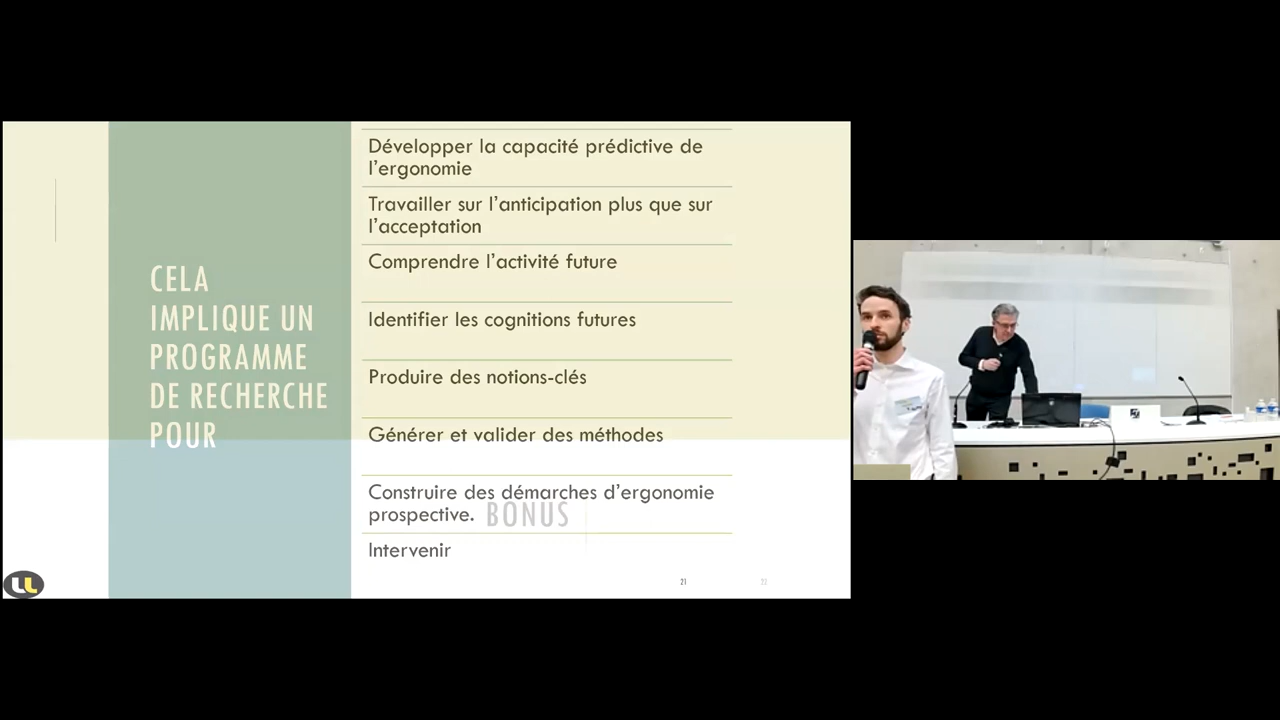 CELA
IMPLIQUE UN
PROGRAMME
DE RECHERCHE
POUR
Développer la capacité prédictive de
l'ergonomie
Travailler sur l'anticipation plus que sur
l'acceptation
Comprendre l'activité future
Identifier les cognitions futures
Produire des notions-clés
Générer et valider des méthodes
Construire des démarches d'ergonomie
prospective.
BONUS
Intervenir
21